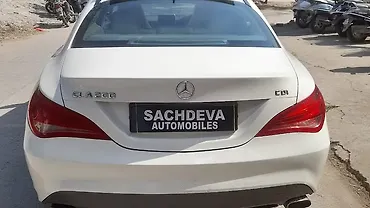 CLA 200
CDI
SACHDEVA
AUTOMOBILES